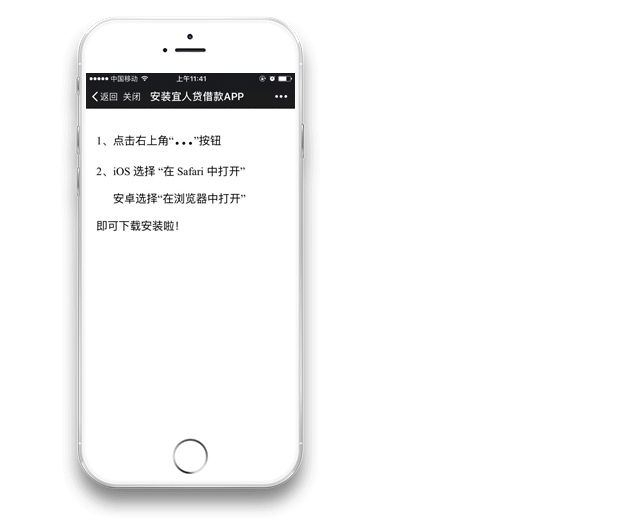 中国移动 上午11:41
返回 关闭 安装宜人贷借款APP •••
1、点击右上角“•••”按钮
2、iOS 选择 “在 Safari 中打开”
安卓选择“在浏览器中打开”
即可下载安装啦!